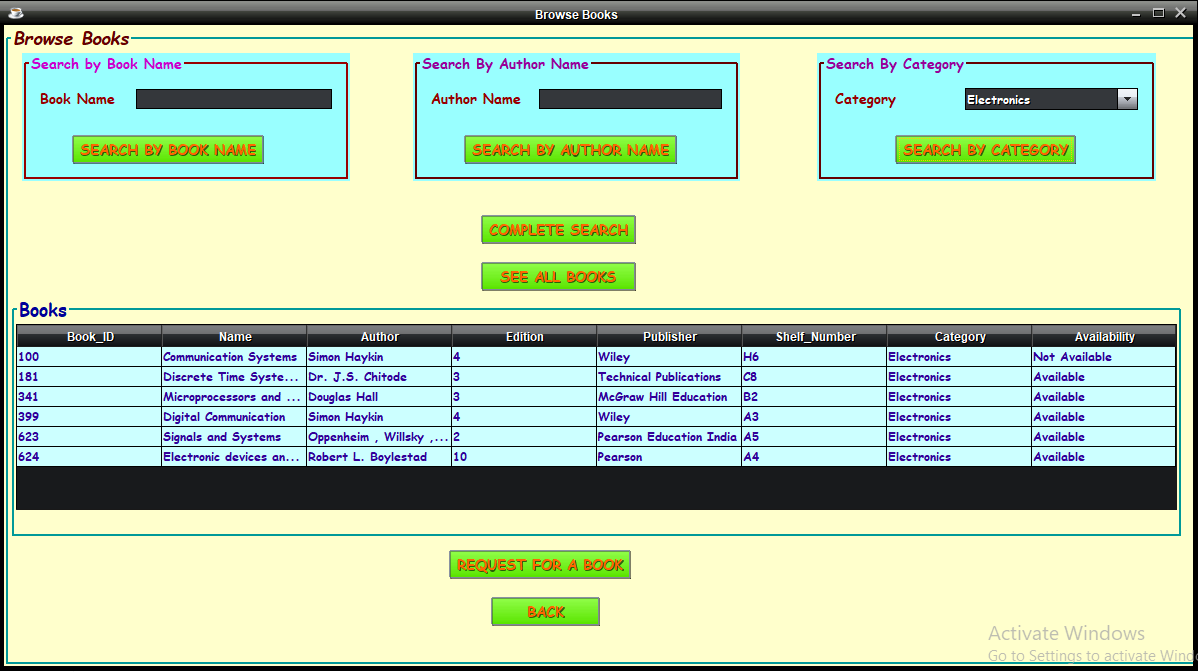 Browse Books
Browse Books
Search by Book Name
Book Name
SEARCH BY BOOK NAME
Search By Author Name
Author Name
SEARCH BY AUTHOR NAME
Search By Category
Category Electronics
SEARCH BY CATEGORY
COMPLETE SEARCH
SEE ALL BOOKS
Books
Book_ID Name Author Edition Publisher Shelf_Number Category Availability
100 Communication Systems Simon Haykin 4 Wiley H6 Electronics Not Available
181 Discrete Time Syste... Dr. J.S. Chitode 3 Technical Publications C8 Electronics Available
341 Microprocessors and ... Douglas Hall 3 McGraw Hill Education B2 Electronics Available
399 Digital Communication Simon Haykin 4 Wiley A3 Electronics Available
623 Signals and Systems Oppenheim , Willsky ,... 2 Pearson Education India A5 Electronics Available
624 Electronic devices an... Robert L. Boylestad 10 Pearson A4 Electronics Available
REQUEST FOR A BOOK
BACK
Activate Windows
Go to Settings to activate Wind